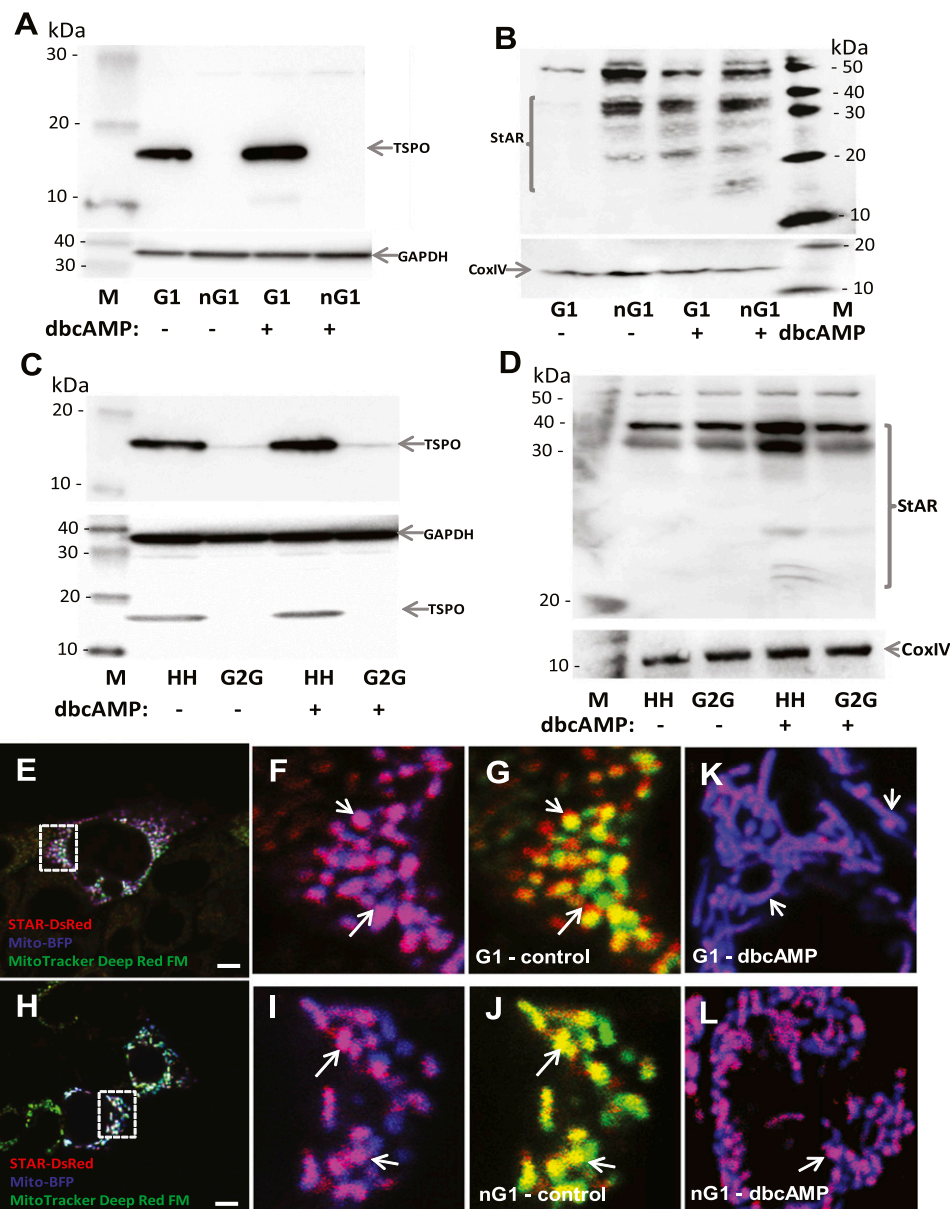 A
kDa
30 -
20 -
10 -
TSPO
40 -
30 -
GAPDH
M G1 nG1 G1 nG1
dbcAMP: - - + +
B
kDa
- 50
- 40
- 30
- 20
- 10
StAR
- 20
- 10
CoxIV
G1 nG1 G1 nG1 M
- - + + dbcAMP
C
kDa
20 -
10 -
TSPO
40 -
30 -
20 -
10 -
GAPDH
TSPO
M HH G2G HH G2G
dbcAMP: - - + +
D
kDa
50 -
40 -
30 -
20 -
StAR
10 -
CoxIV
M HH G2G HH G2G
dbcAMP: - - + +
E
STAR-DsRed
Mito-BFP
MitoTracker Deep Red FM
F
G
G1 - control
K
G1 - dbcAMP
H
STAR-DsRed
Mito-BFP
MitoTracker Deep Red FM
I
J
nG1 - control
L
nG1 - dbcAMP